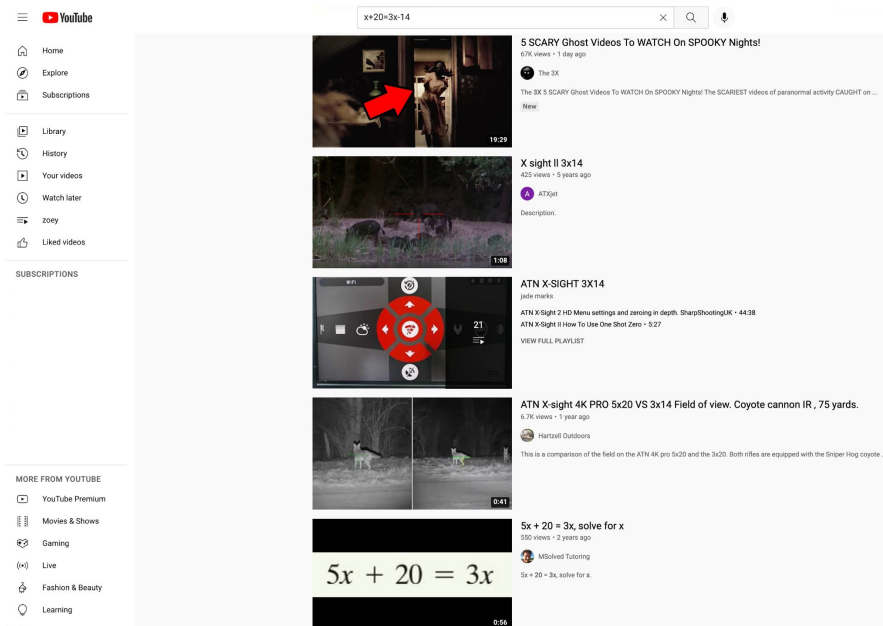 YouTube
x+20=3x-14
Home
Explore
Subscriptions
Library
History
Your videos
Watch later
zoey
Liked videos
SUBSCRIPTIONS
MORE FROM YOUTUBE
YouTube Premium
Movies & Shows
Gaming
Live
Fashion & Beauty
Learning
19:29
5 SCARY Ghost Videos To WATCH On SPOOKY Nights!
67K views • 1 day ago
The 3X
The 3X 5 SCARY Ghost Videos To WATCH On SPOOKY Nights! The SCARIEST videos of paranormal activity CAUGHT on ...
New
1:08
X sight ll 3x14
425 views • 5 years ago
A ATXjet
Description.
WIFI
21
ATN X-SIGHT 3X14
jade marks
ATN X-Sight 2 HD Menu settings and zeroing in depth. SharpShootingUK • 44:38
ATN X-Sight II How To Use One Shot Zero • 5:27
VIEW FULL PLAYLIST
0:41
ATN X-sight 4K PRO 5x20 VS 3x14 Field of view. Coyote cannon IR , 75 yards.
6.7K views • 1 year ago
Hartzell Outdoors
This is a comparison of the field on the ATN 4K pro 5x20 and the 3x20. Both rifles are equipped with the Sniper Hog coyote .
5x + 20 = 3x
0:56
5x + 20 = 3x, solve for x
550 views • 2 years ago
MSolved Tutoring
5x + 20 = 3x, solve for x.